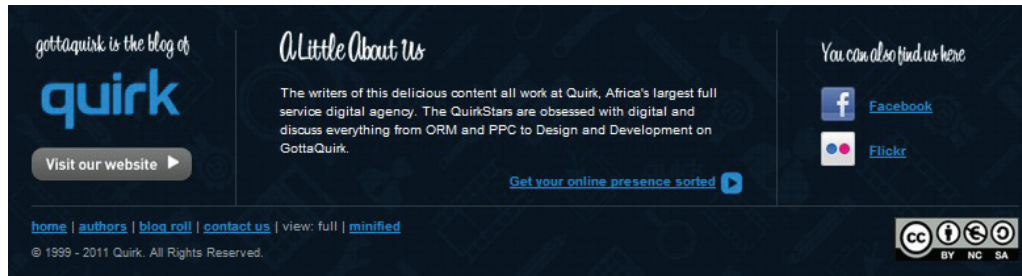 gottaquirk is the blog of
quirk
Visit our website
A Little About Us
The writers of this delicious content all work at Quirk, Africa's largest full
service digital agency. The QuirkStars are obsessed with digital and
discuss everything from ORM and PPC to Design and Development on
GottaQuirk.
Get your online presence sorted
You can also find us here
Facebook
Flickr
home | authors | blog roll | contact us | view: full | minified
© 1999 - 2011 Quirk. All Rights Reserved.
cc
BY NC SA